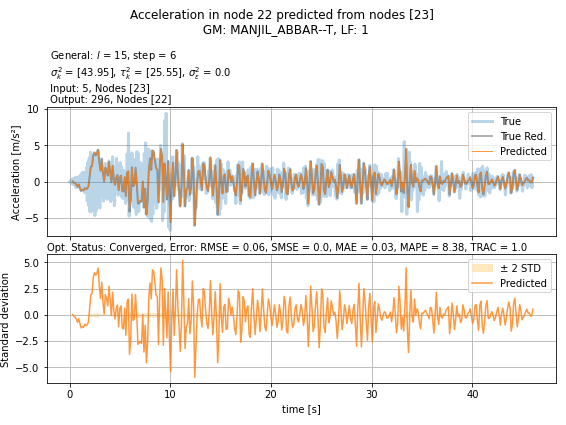 Acceleration in node 22 predicted from nodes [23]
GM: MANJIL_ABBAR--T, LF: 1
General: l = 15, step = 6
σ²ₖ = [43.95], τ²ₖ = [25.55], σ²ε = 0.0
Input: 5, Nodes [23]
Output: 296, Nodes [22]
Acceleration [m/s²]
10
5
0
−5
True
True Red.
Predicted
Opt. Status: Converged, Error: RMSE = 0.06, SMSE = 0.0, MAE = 0.03, MAPE = 8.38, TRAC = 1.0
Standard deviation
5.0
2.5
0.0
−2.5
−5.0
± 2 STD
Predicted
0 10 20 30 40
time [s]